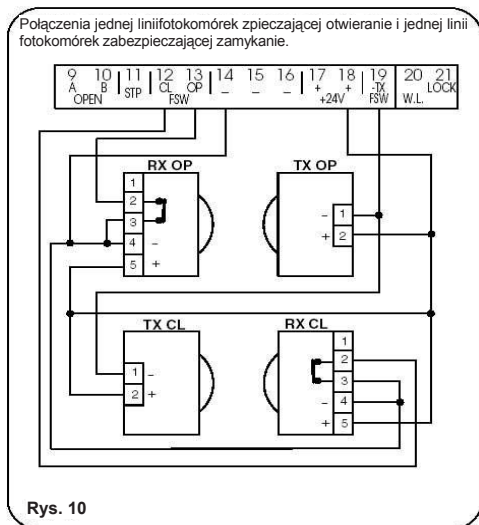 Połączenia jednej liniifotokomórek zpieczającej otwieranie i jednej linii
fotokomórek zabezpieczającej zamykanie.
9 10 11 12 13 14 15 16 17 18 19 20 21
A B STP CL OP – – – + + -TX W.L. LOCK
OPEN FSW +24V FSW
RX OP TX OP
1
2 - 1
3 + 2
4 -
5 +
TX CL RX CL
1
1 - 2
2 + 3
- 4
+ 5
Rys. 10